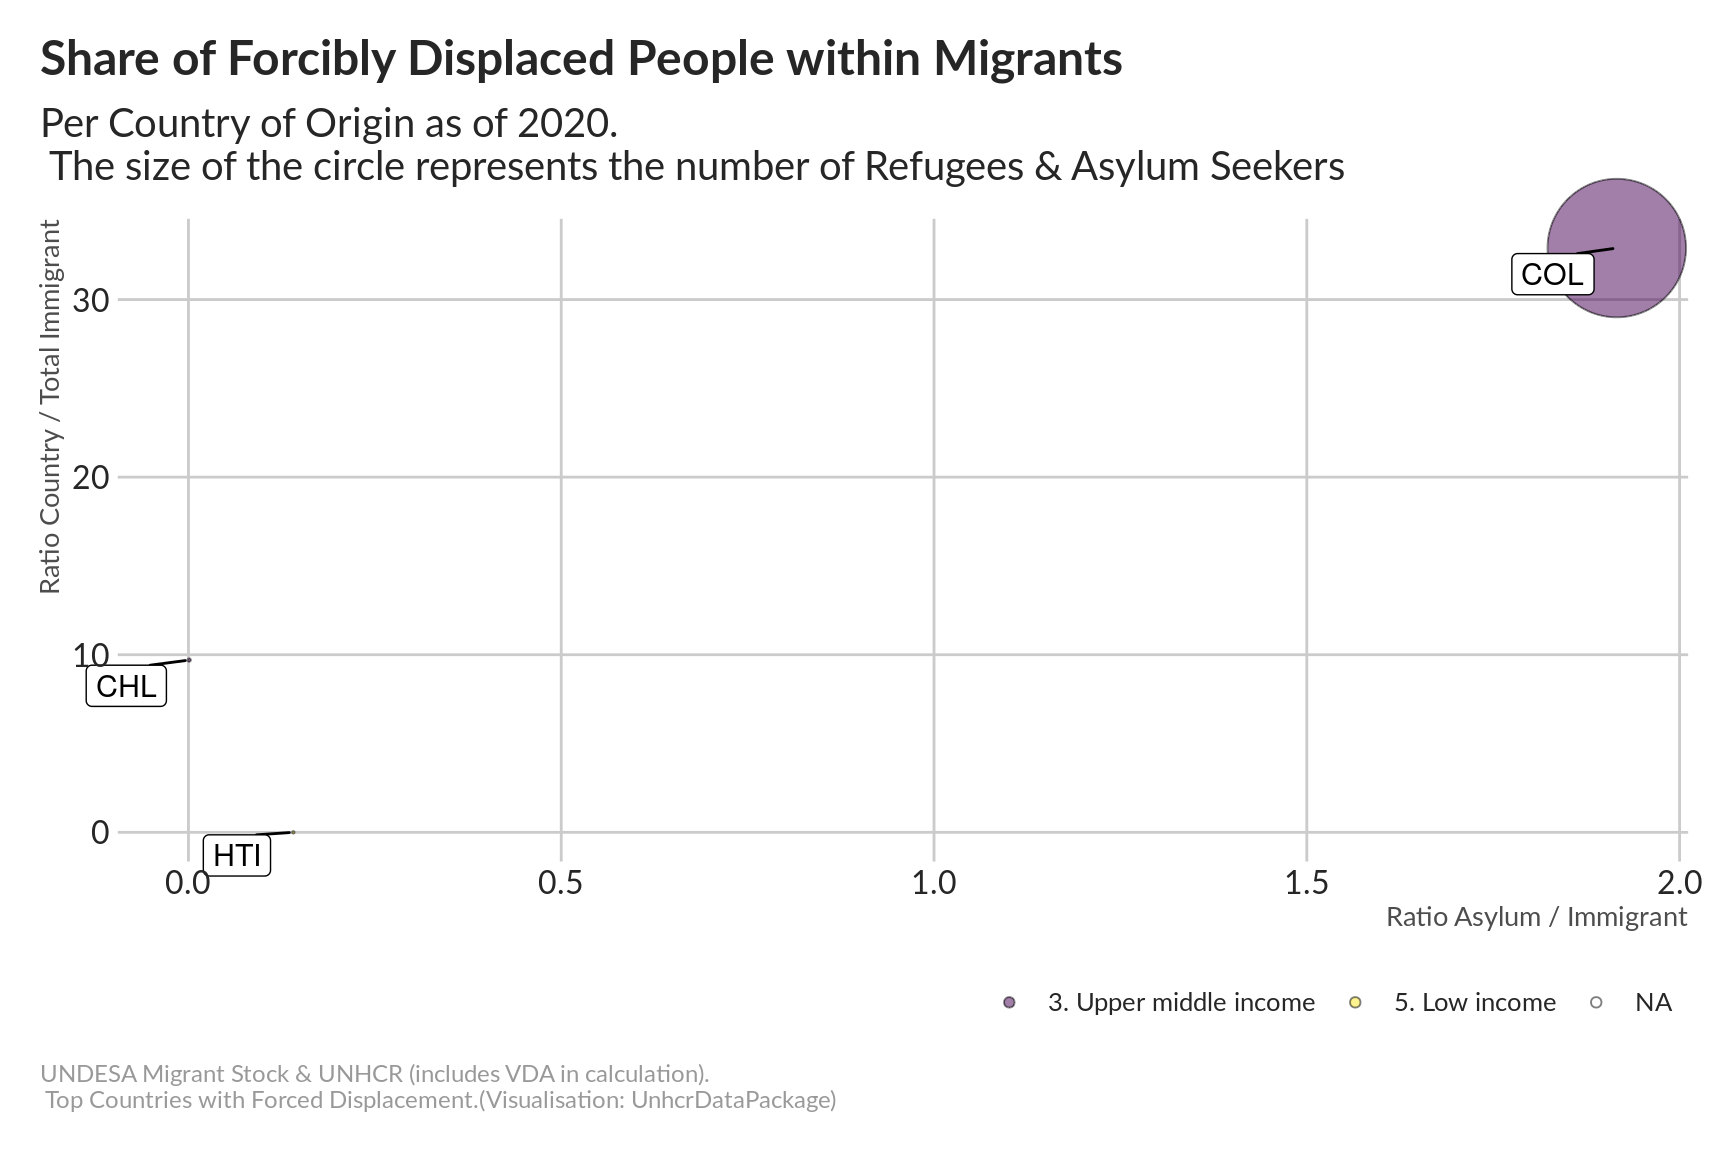 Share of Forcibly Displaced People within Migrants
Per Country of Origin as of 2020.
The size of the circle represents the number of Refugees & Asylum Seekers
Ratio Country / Total Immigrant
30
20
10
0
COL
CHL
HTI
0.0
0.5
1.0
1.5
2.0
Ratio Asylum / Immigrant
3. Upper middle income
5. Low income
NA
UNDESA Migrant Stock & UNHCR (includes VDA in calculation).
Top Countries with Forced Displacement.(Visualisation: UnhcrDataPackage)